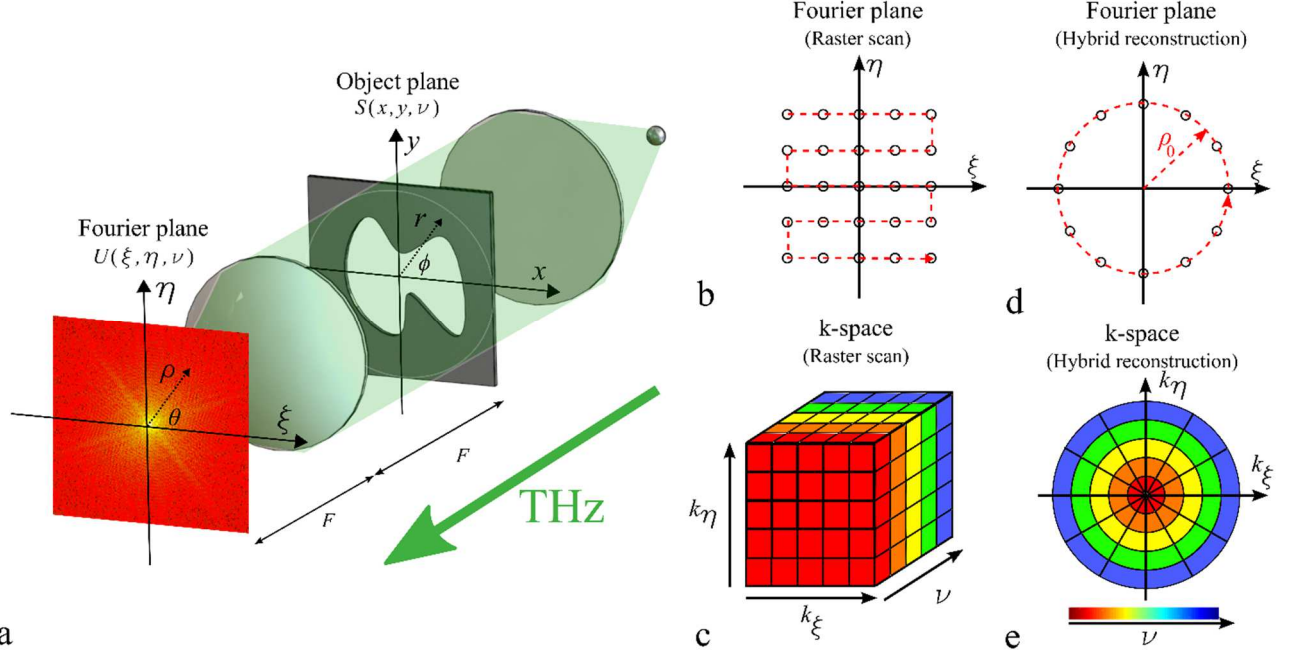 Object plane
S(x,y,ν)
y
r
ϕ
x
Fourier plane
U(ξ,η,ν)
η
ρ
θ
ξ
F
F
THz
a
Fourier plane
(Raster scan)
η
ξ
b
k-space
(Raster scan)
kη
kξ
ν
c
Fourier plane
(Hybrid reconstruction)
η
ρ0
ξ
d
k-space
(Hybrid reconstruction)
kη
kξ
ν
e